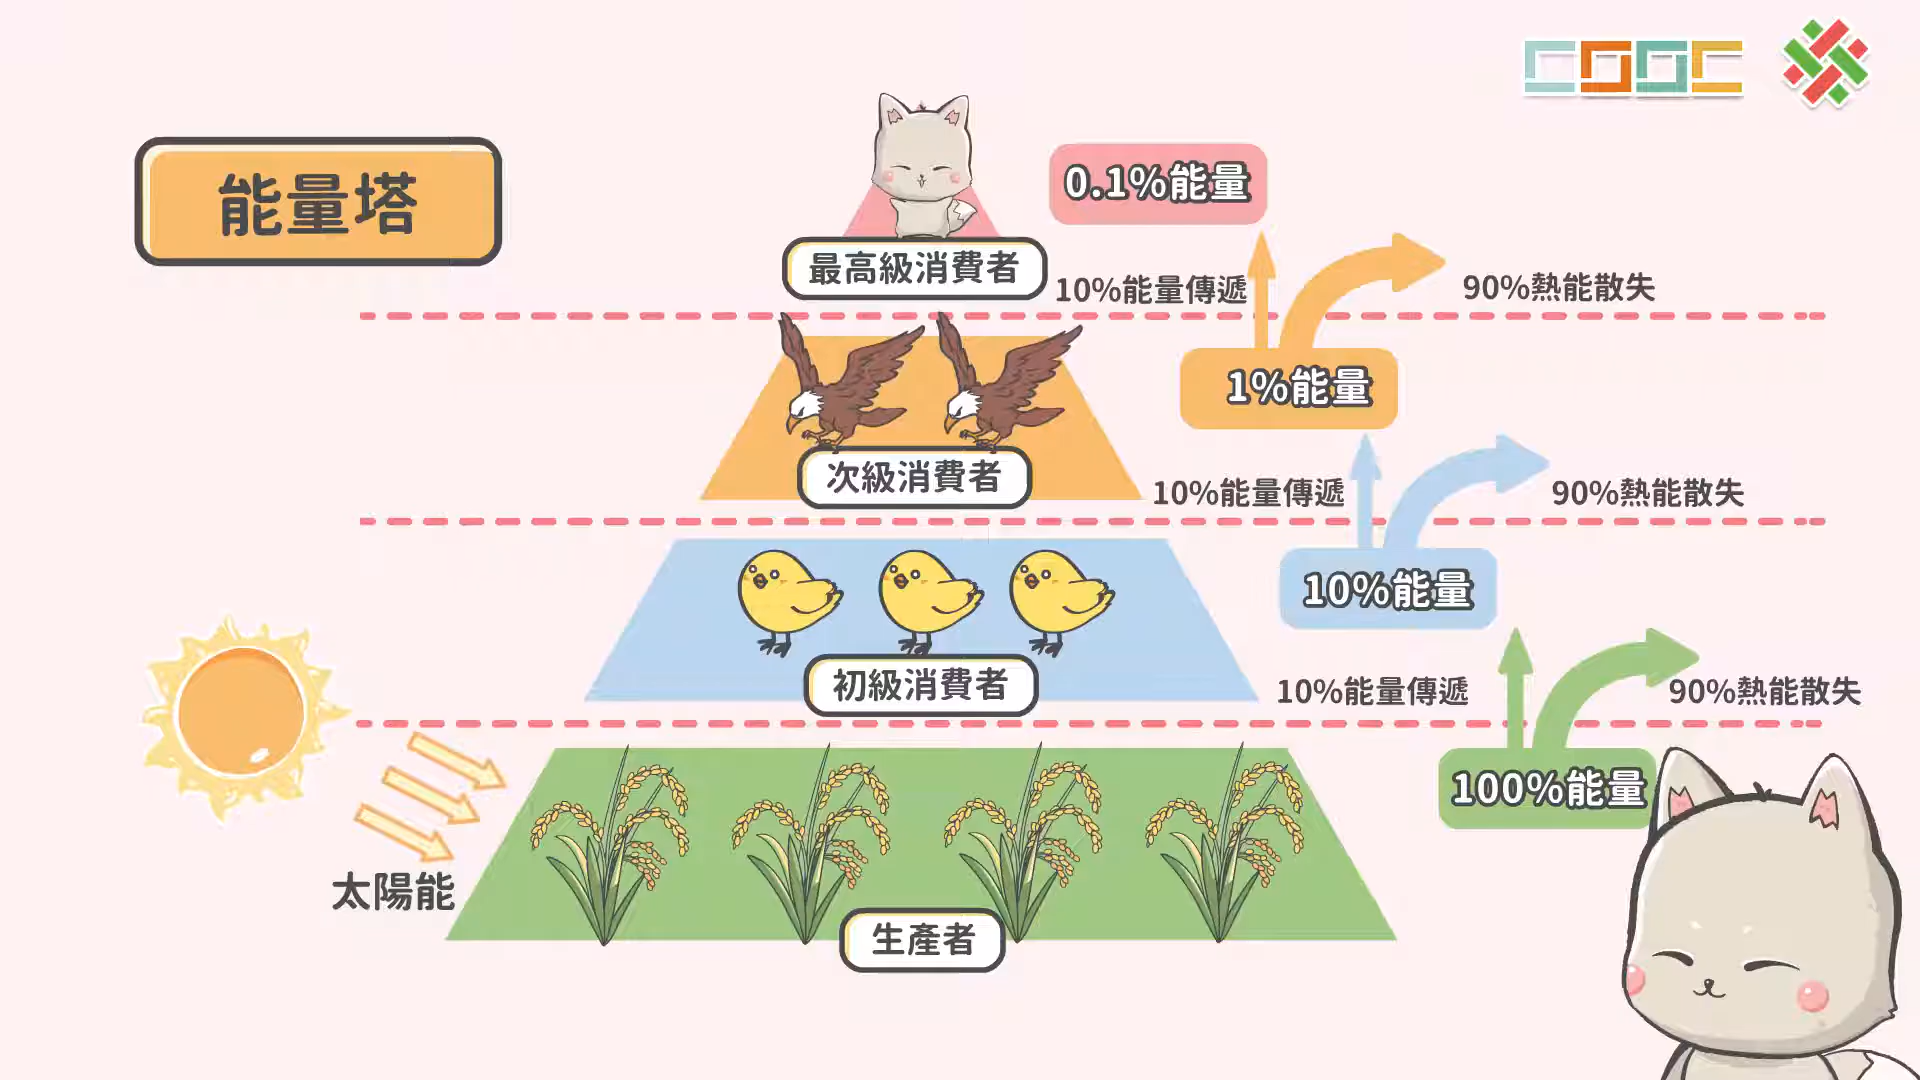 COOC
能量塔
0.1%能量
最高級消費者
10%能量傳遞
90%熱能散失
1%能量
次級消費者
10%能量傳遞
90%熱能散失
10%能量
初級消費者
10%能量傳遞
90%熱能散失
100%能量
太陽能
生產者